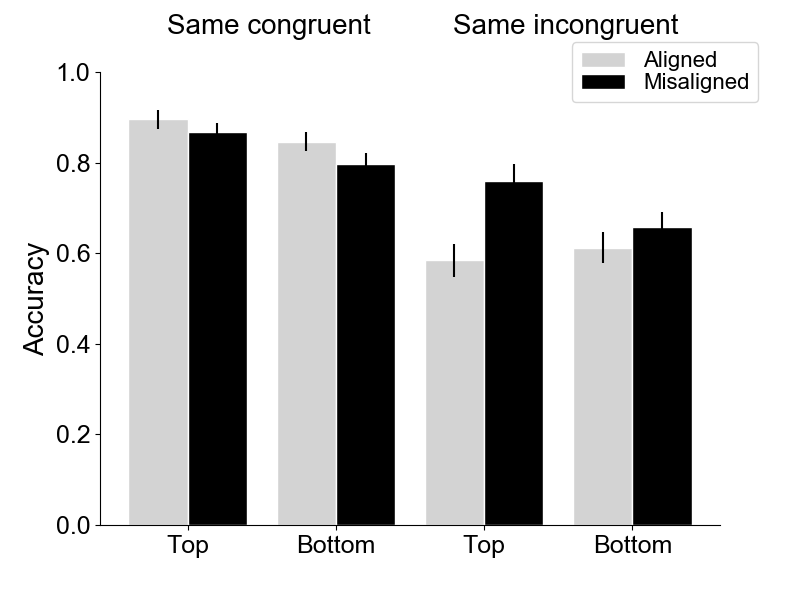 Same congruent
Same incongruent
Aligned
Misaligned
Accuracy
1.0
0.8
0.6
0.4
0.2
0.0
Top
Bottom
Top
Bottom